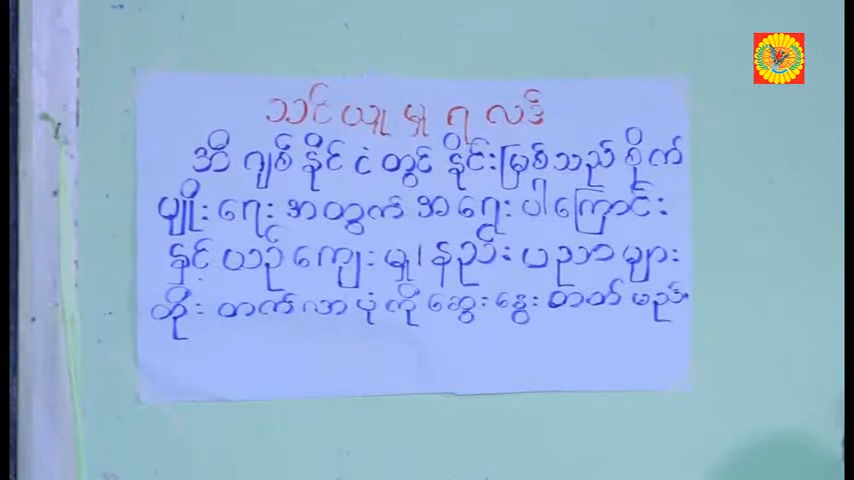 သင်ယူမှု ရလဒ်
အီဂျစ်နိုင်ငံတွင် နိုင်းမြစ်သည် စိုက်
ပျိုးရေးအတွက် အရေးပါကြောင်း
နှင့် ယဉ်ကျေးမှု၊ နည်းပညာများ
တိုးတက်လာပုံကို ဆွေးနွေးတတ်မည်။